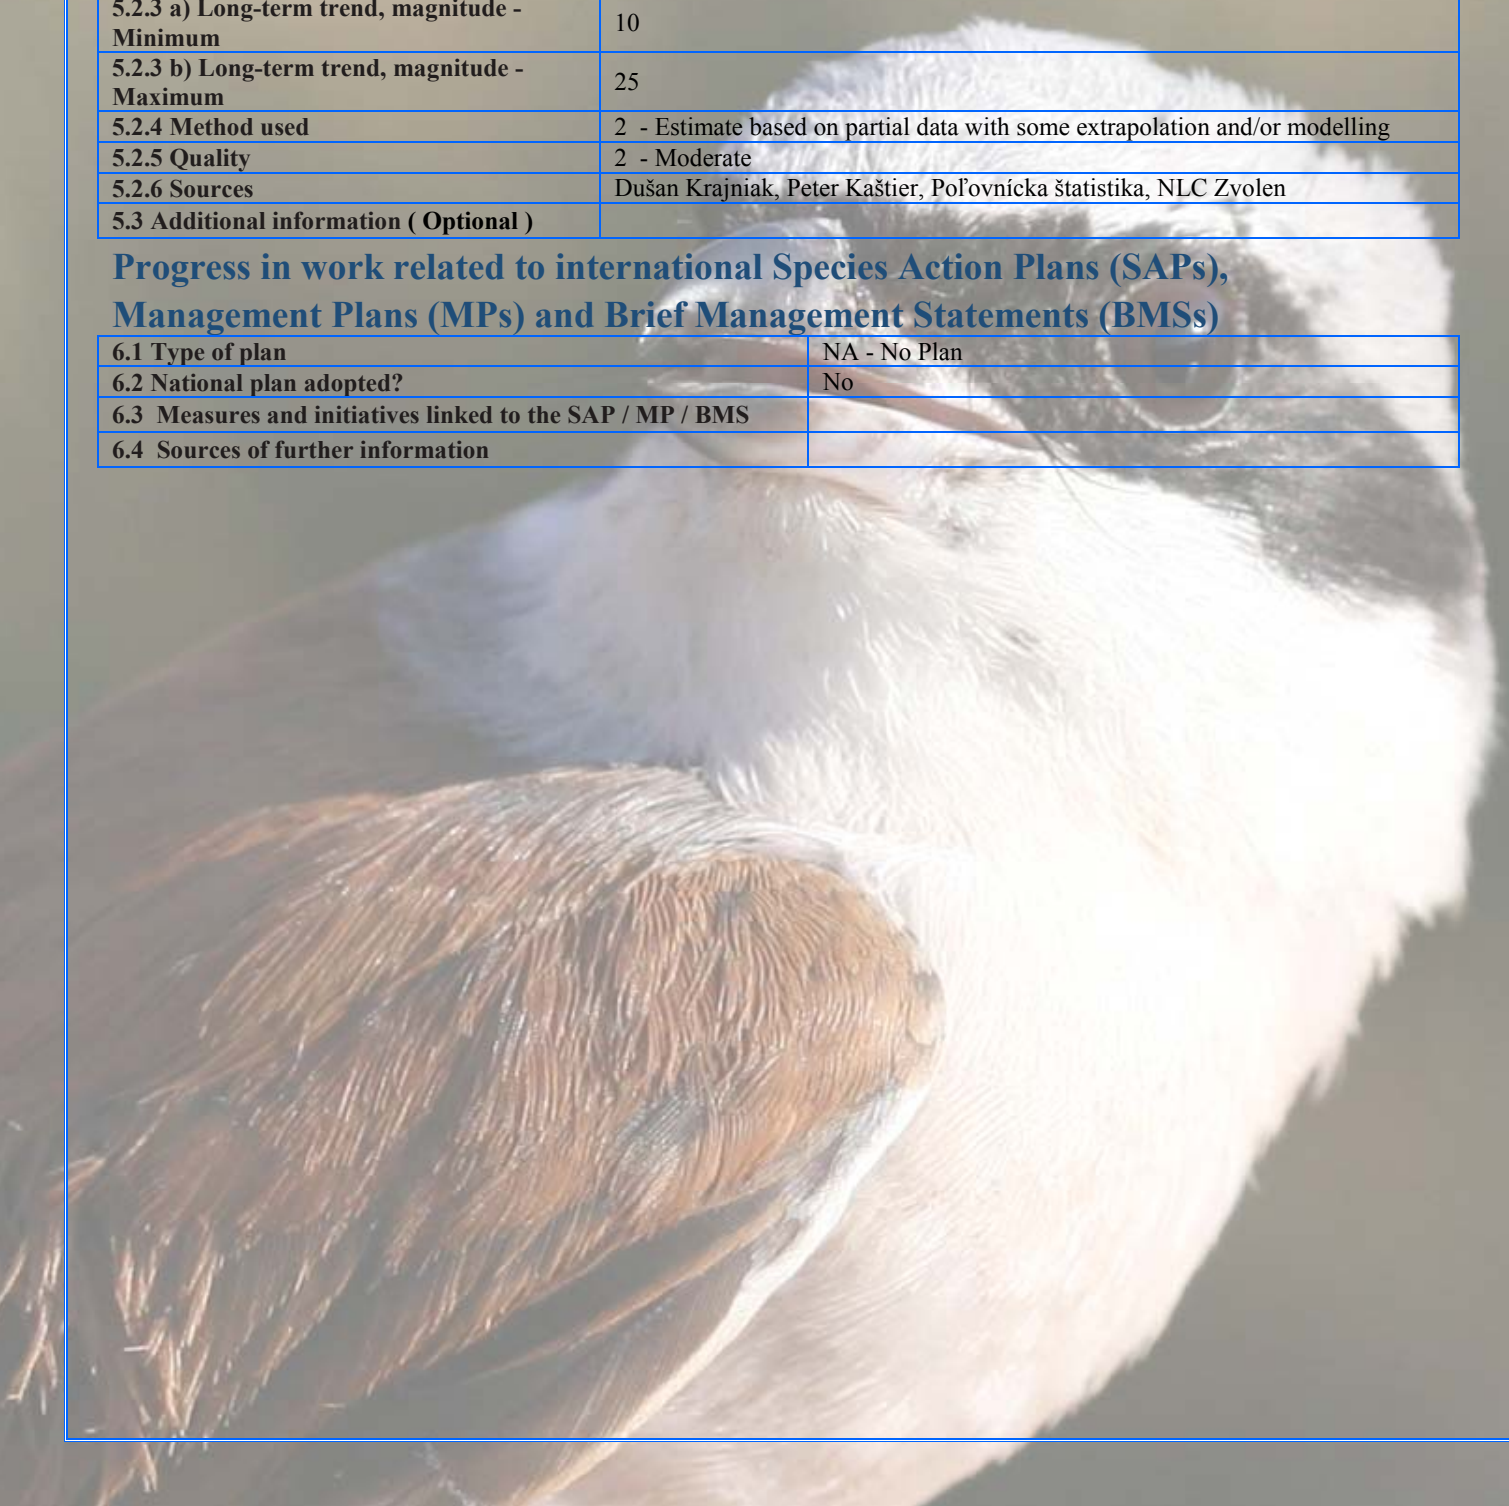 5.2.3 a) Long-term trend, magnitude -
Minimum
10
5.2.3 b) Long-term trend, magnitude -
Maximum
25
5.2.4 Method used
2  - Estimate based on partial data with some extrapolation and/or modelling
5.2.5 Quality
2  - Moderate
5.2.6 Sources
Dušan Krajniak, Peter Kaštier, Poľovnícka štatistika, NLC Zvolen
5.3 Additional information ( Optional )
Progress in work related to international Species Action Plans (SAPs),
Management Plans (MPs) and Brief Management Statements (BMSs)
6.1 Type of plan
NA - No Plan
6.2 National plan adopted?
No
6.3  Measures and initiatives linked to the SAP / MP / BMS
6.4  Sources of further information